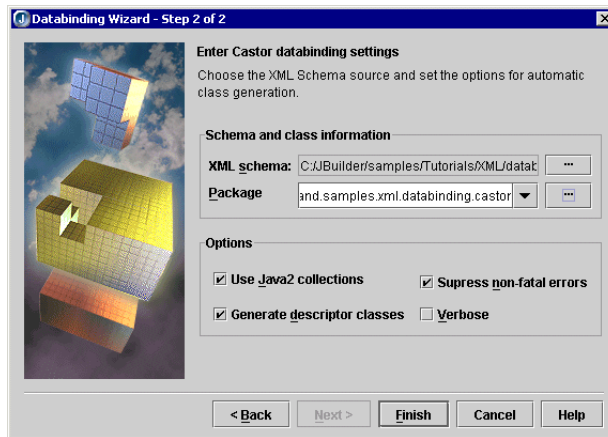 Databinding Wizard - Step 2 of 2
Enter Castor databinding settings
Choose the XML Schema source and set the options for automatic
class generation.
Schema and class information
XML schema: C:/JBuilder/samples/Tutorials/XML/datab ...
Package and.samples.xml.databinding.castor ...
Options
Use Java2 collections
Supress non-fatal errors
Generate descriptor classes
Verbose
< Back Next > Finish Cancel Help